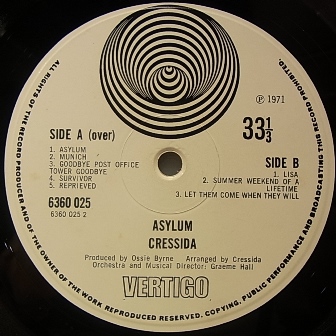 ALL RIGHTS OF THE RECORD PRODUCER AND OF THE OWNER OF THE WORK REPRODUCED RESERVED. COPYING, PUBLIC PERFORMANCE AND BROADCASTING THIS RECORD PROHIBITED.
℗ 1971
SIDE A (over)
33⅓
1. ASYLUM
2. MUNICH
3. GOODBYE POST OFFICE
TOWER GOODBYE
4. SURVIVOR
5. REPRIEVED
SIDE B
1. LISA
2. SUMMER WEEKEND OF A
LIFETIME
3. LET THEM COME WHEN THEY WILL
6360 025
6360 025 2
ASYLUM
CRESSIDA
Produced by Ossie Byrne Arranged by Cressida
Orchestra and Musical Director: Graeme Hall
VERTIGO